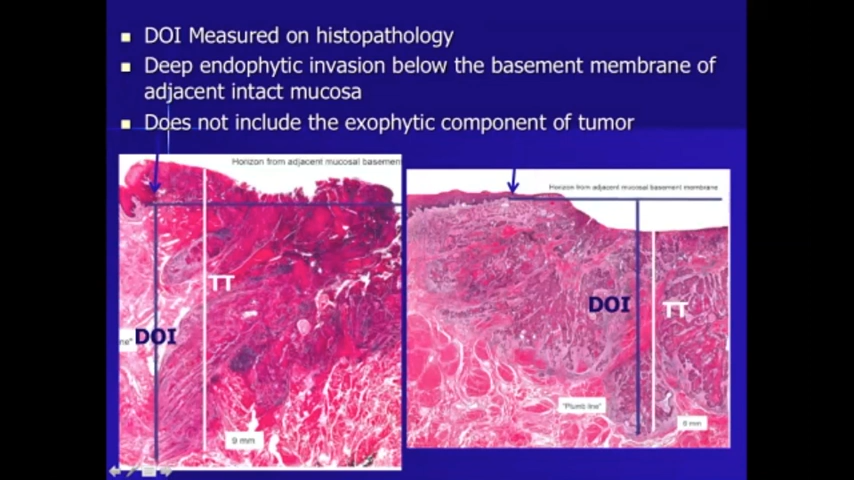 DOI Measured on histopathology
Deep endophytic invasion below the basement membrane of
adjacent intact mucosa
Does not include the exophytic component of tumor
Horizon from adjacent mucosal basement
Horizon from adjacent mucosal basement membrane
TT
DOI
ne"
9 mm
DOI
TT
"Plumb line"